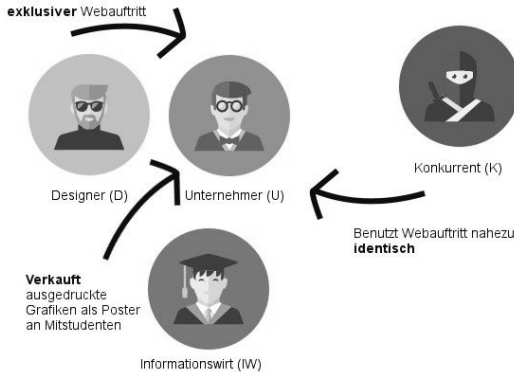 exklusiver Webauftritt
Designer (D)
Unternehmer (U)
Konkurrent (K)
Benutzt Webauftritt nahezu
identisch
Verkauft
ausgedruckte
Grafiken als Poster
an Mitstudenten
Informationswirt (IW)